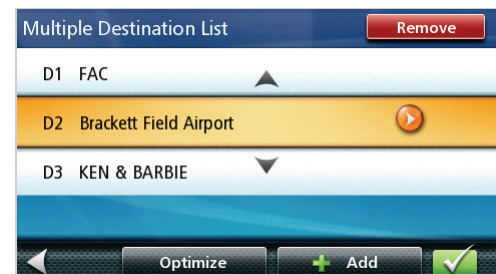 Multiple Destination List Remove
D1 FAC
D2 Brackett Field Airport
D3 KEN & BARBIE
Optimize Add